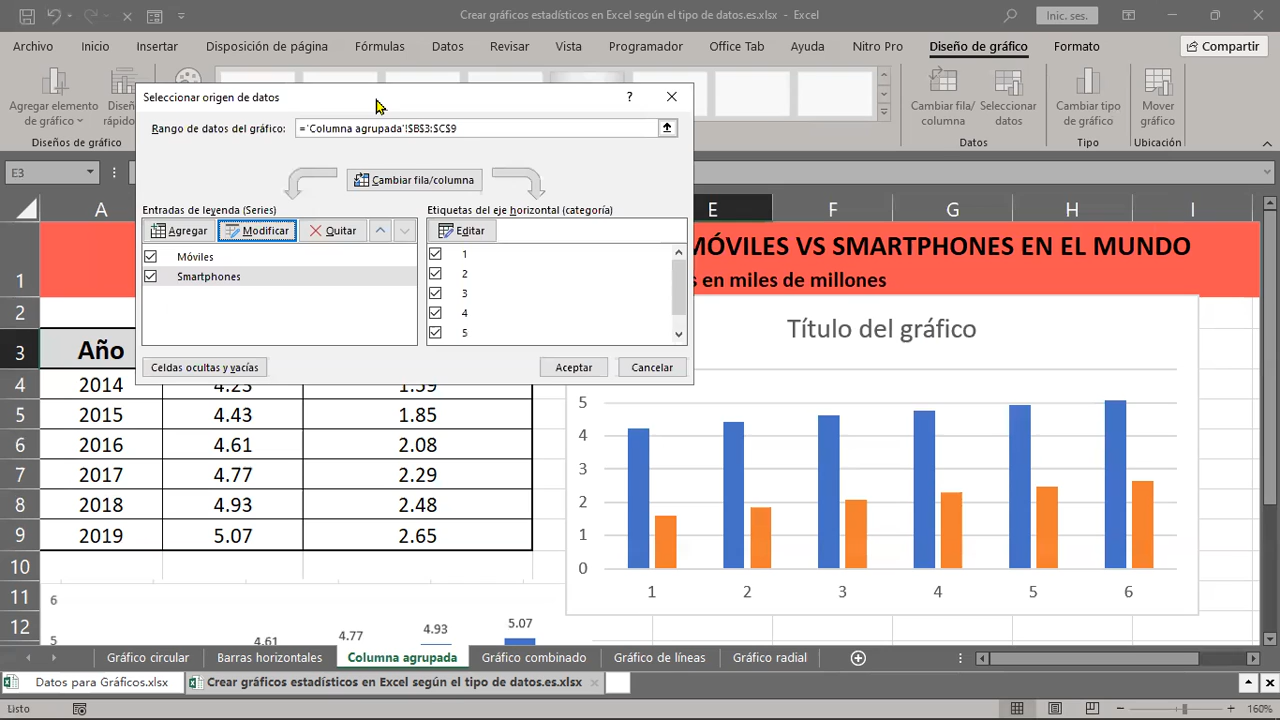 Crear gráficos estadísticos en Excel según el tipo de datos.es.xlsx - Excel
Inic. ses.
Archivo Inicio Insertar Disposición de página Fórmulas Datos Revisar Vista Programador Office Tab Ayuda Nitro Pro Diseño de gráfico Formato Compartir
Agregar elemento
de gráfico
Diseños de gráfico
Cambiar fila/
columna
Seleccionar
datos
Datos
Cambiar tipo
de gráfico
Tipo
Mover
gráfico
Ubicación
Seleccionar origen de datos ?
Rango de datos del gráfico: ='Columna agrupada'!$B$3:$C$9
Cambiar fila/columna
Entradas de leyenda (Series)
Agregar Modificar Quitar
Móviles
Smartphones
Etiquetas del eje horizontal (categoría)
Editar
1
2
3
4
5
Celdas ocultas y vacías
Aceptar Cancelar
E3
A E F G H I
1 MÓVILES VS SMARTPHONES EN EL MUNDO
s en miles de millones
2
3 Año
4 2014 4.23 1.59
5 2015 4.43 1.85
6 2016 4.61 2.08
7 2017 4.77 2.29
8 2018 4.93 2.48
9 2019 5.07 2.65
10
11
12
Título del gráfico
5
4
3
2
1
0
1 2 3 4 5 6
6
5
4.61 4.77 4.93 5.07
Gráfico circular Barras horizontales Columna agrupada Gráfico combinado Gráfico de líneas Gráfico radial
Datos para Gráficos.xlsx Crear gráficos estadísticos en Excel según el tipo de datos.es.xlsx
Listo 160%